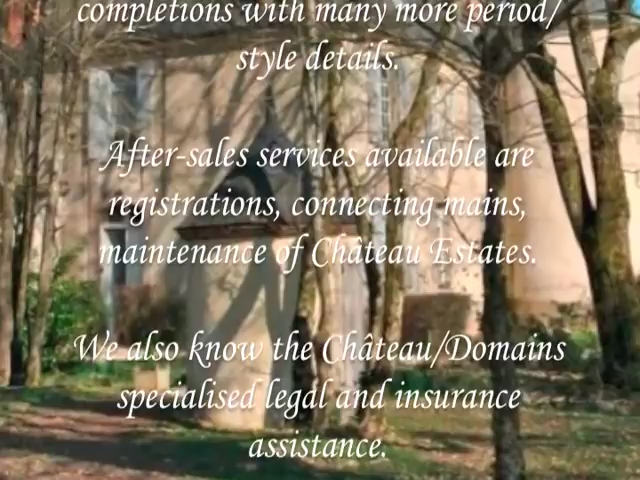 completions with many more period/
style details.
After-sales services available are
registrations, connecting mains,
maintenance of Château Estates.
We also know the Château/Domains
specialised legal and insurance
assistance.